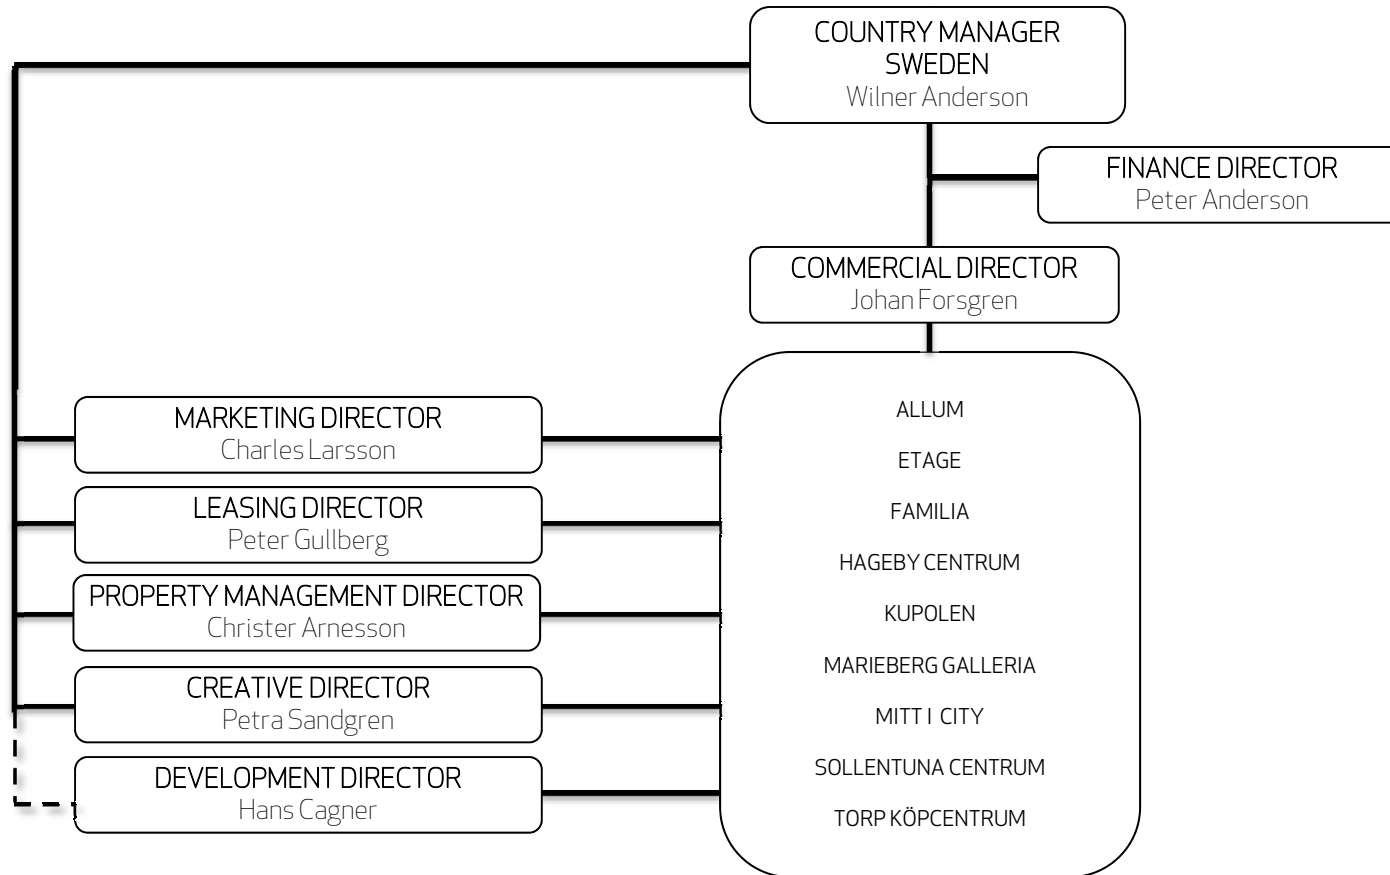 COUNTRY MANAGER
SWEDEN
Wilner Anderson
FINANCE DIRECTOR
Peter Anderson
COMMERCIAL DIRECTOR
Johan Forsgren
MARKETING DIRECTOR
Charles Larsson
LEASING DIRECTOR
Peter Gullberg
PROPERTY MANAGEMENT DIRECTOR
Christer Arnesson
CREATIVE DIRECTOR
Petra Sandgren
DEVELOPMENT DIRECTOR
Hans Cagner
ALLUM
ETAGE
FAMILIA
HAGEBY CENTRUM
KUPOLEN
MARIEBERG GALLERIA
MITT I CITY
SOLLENTUNA CENTRUM
TORP KÖPCENTRUM